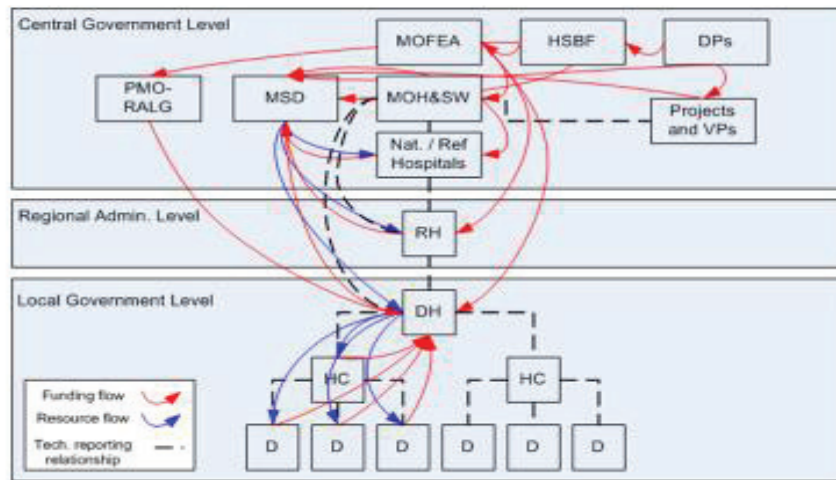 Central Government Level
MOFEA
HSBF
DPs
PMO-
RALG
MSD
MOH&SW
Projects
and VPs
Nat. / Ref
Hospitals
Regional Admin. Level
RH
Local Government Level
DH
HC
HC
Funding flow
Resource flow
Tech. reporting
relationship
D
D
D
D
D
D